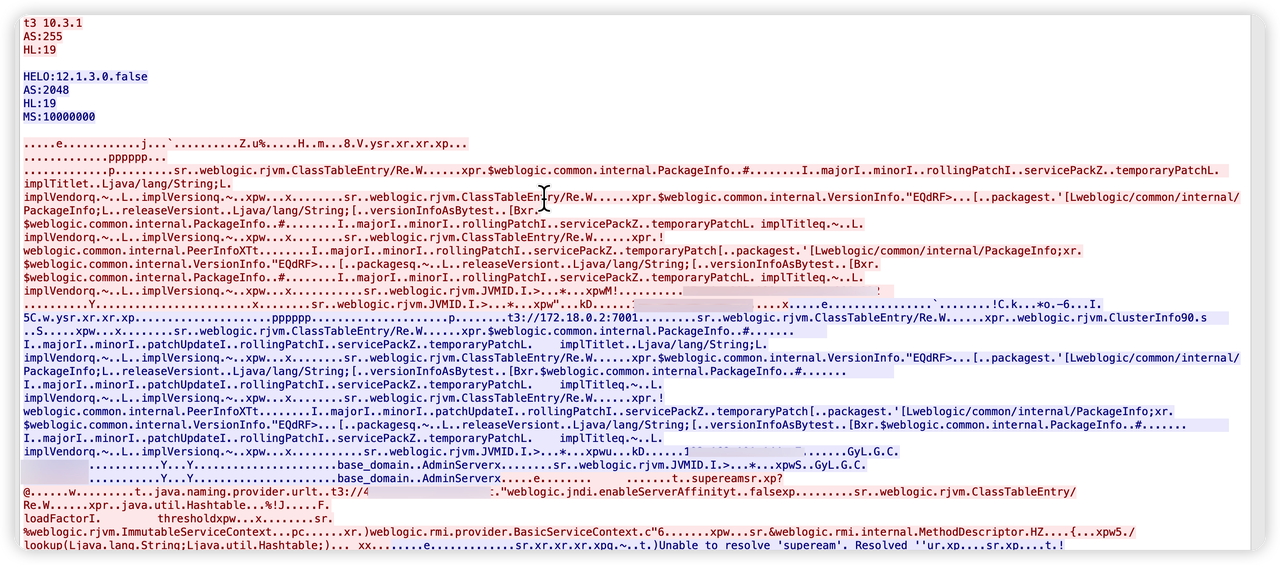 t3 10.3.1
AS:255
HL:19
HELO:12.1.3.0.false
AS:2048
HL:19
MS:10000000
.....e............j...`..........Z.u%.....H..m...8.V.ysr.xr.xr.xp...
.............pppppp...
.............p.........sr..weblogic.rjvm.ClassTableEntry/Re.W......xpr.$weblogic.common.internal.PackageInfo..#........I..majorI..minorI..rollingPatchI..servicePackZ..temporaryPatchL.
implTitlet..Ljava/lang/String;L.
implVendorq.~..L..implVersionq.~..xpw...x........sr..weblogic.rjvm.ClassTableEntry/Re.W......xpr.$weblogic.common.internal.VersionInfo."EQdRF>...[..packagest.'[Lweblogic/common/internal/
PackageInfo;L..releaseVersiont..Ljava/lang/String;[..versionInfoAsBytest..[Bxr.
$weblogic.common.internal.PackageInfo..#........I..majorI..minorI..rollingPatchI..servicePackZ..temporaryPatchL. implTitleq.~..L.
implVendorq.~..L..implVersionq.~..xpw...x........sr..weblogic.rjvm.ClassTableEntry/Re.W......xpr.!
weblogic.common.internal.PeerInfoXTt........I..majorI..minorI..rollingPatchI..servicePackZ..temporaryPatch[..packagest.'[Lweblogic/common/internal/PackageInfo;xr.
$weblogic.common.internal.VersionInfo."EQdRF>...[..packagesq.~..L..releaseVersiont..Ljava/lang/String;[..versionInfoAsBytest..[Bxr.
$weblogic.common.internal.PackageInfo..#........I..majorI..minorI..rollingPatchI..servicePackZ..temporaryPatchL. implTitleq.~..L.
implVendorq.~..L..implVersionq.~..xpw...x........sr..weblogic.rjvm.JVMID.I.>...*...xpwM!.
..........Y.......................x........sr..weblogic.rjvm.JVMID.I.>...*...xpw"...kD......x.....e................`........!C.k...*o.-6...I.
5C.w.ysr.xr.xr.xp.......................pppppp.................p.......t3://172.18.0.2:7001........sr..weblogic.rjvm.ClassTableEntry/Re.W......xpr..weblogic.rjvm.ClusterInfo90.s
..S.....xpw...x........sr..weblogic.rjvm.ClassTableEntry/Re.W......xpr.$weblogic.common.internal.PackageInfo..#.......
I..majorI..minorI..patchUpdateI..rollingPatchI..servicePackZ..temporaryPatchL. implTitlet..Ljava/lang/String;L.
implVendorq.~..L..implVersionq.~..xpw...x........sr..weblogic.rjvm.ClassTableEntry/Re.W......xpr.$weblogic.common.internal.VersionInfo."EQdRF>...[..packagest.'[Lweblogic/common/internal/
PackageInfo;L..releaseVersiont..Ljava/lang/String;[..versionInfoAsBytest..[Bxr.$weblogic.common.internal.PackageInfo..#.......
I..majorI..minorI..patchUpdateI..rollingPatchI..servicePackZ..temporaryPatchL. implTitleq.~..L.
implVendorq.~..L..implVersionq.~..xpw...x........sr..weblogic.rjvm.ClassTableEntry/Re.W......xpr.!
weblogic.common.internal.PeerInfoXTt........I..majorI..minorI..patchUpdateI..rollingPatchI..servicePackZ..temporaryPatch[..packagest.'[Lweblogic/common/internal/PackageInfo;xr.
$weblogic.common.internal.VersionInfo."EQdRF>...[..packagesq.~..L..releaseVersiont..Ljava/lang/String;[..versionInfoAsBytest..[Bxr.$weblogic.common.internal.PackageInfo..#.......
I..majorI..minorI..patchUpdateI..rollingPatchI..servicePackZ..temporaryPatchL. implTitleq.~..L.
implVendorq.~..L..implVersionq.~..xpw...x........sr..weblogic.rjvm.JVMID.I.>...*...xpwu...kD.......GyL.G.C.
...........Y...Y......................base_domain..AdminServerx........sr..weblogic.rjvm.JVMID.I.>...*...xpwS..GyL.G.C.
...........Y...Y......................base_domain..AdminServerx.....e........ .......t..supereamsr.xp?
@......w.........t..java.naming.provider.urlt..t3:// :."weblogic.jndi.enableServerAffinityt..falsexp........sr..weblogic.rjvm.ClassTableEntry/
Re.W......xpr..java.util.Hashtable...%!J.....F.
loadFactorI. thresholdxpw...x........sr.
%weblogic.rjvm.ImmutableServiceContext...pc......xr.)weblogic.rmi.provider.BasicServiceContext.c"6.......xpw...sr.&weblogic.rmi.internal.MethodDescriptor.HZ....{...xpw5./
lookup(Ljava.lang.String;Ljava.util.Hashtable;)... xx........e............sr.xr.xr.xr.xpq.~..t.)Unable to resolve 'superеam'. Resolved ''ur.xp....sr.xp....t.!